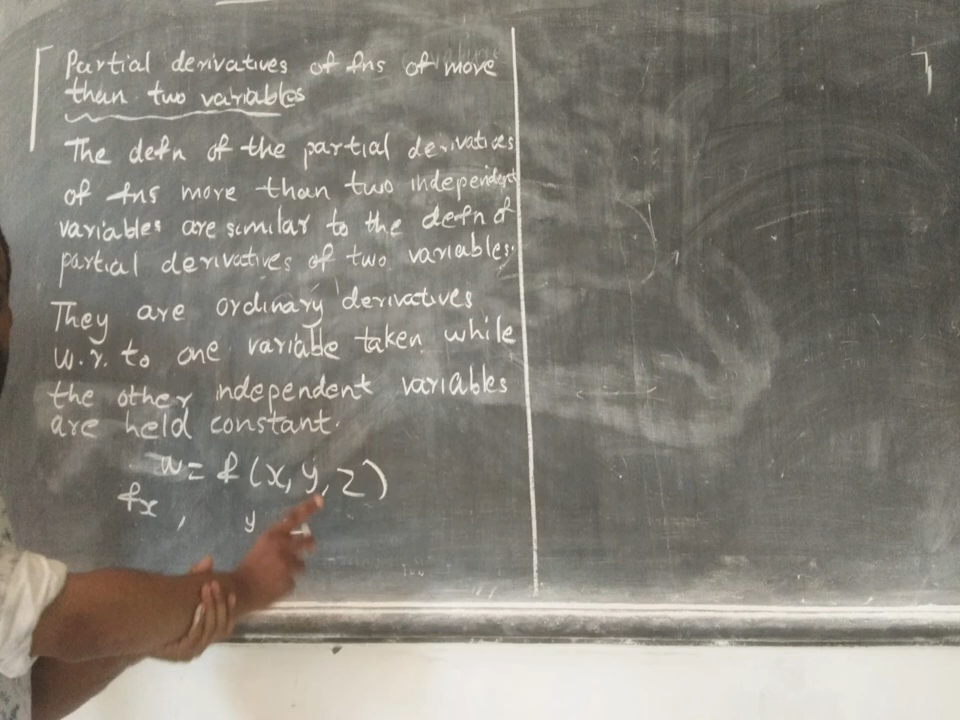 Partial derivatives of fns of more
than two variables
The defn of the partial derivatives
of fns more than two independent
variables are similar to the defn of
partial derivatives of two variables.
They are ordinary derivatives
w.r. to one variable taken while
the other independent variables
are held constant.
w = f(x, y, z)
fx, y